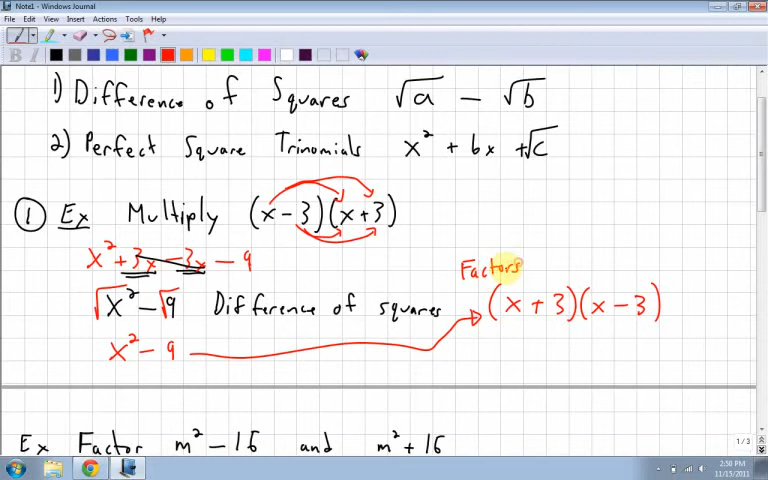 Note1 - Windows Journal
File Edit View Insert Actions Tools Help
B I
1) Difference of Squares √a - √b
2) Perfect Square Trinomials x² + bx + √c
① Ex Multiply (x - 3)(x + 3)
x² + 3x - 3x - 9
Factors
√x² - √9 Difference of squares (x + 3)(x - 3)
x² - 9
1 / 3
Ex Factor m² - 16 and m² + 16
2:50 PM
11/15/2011